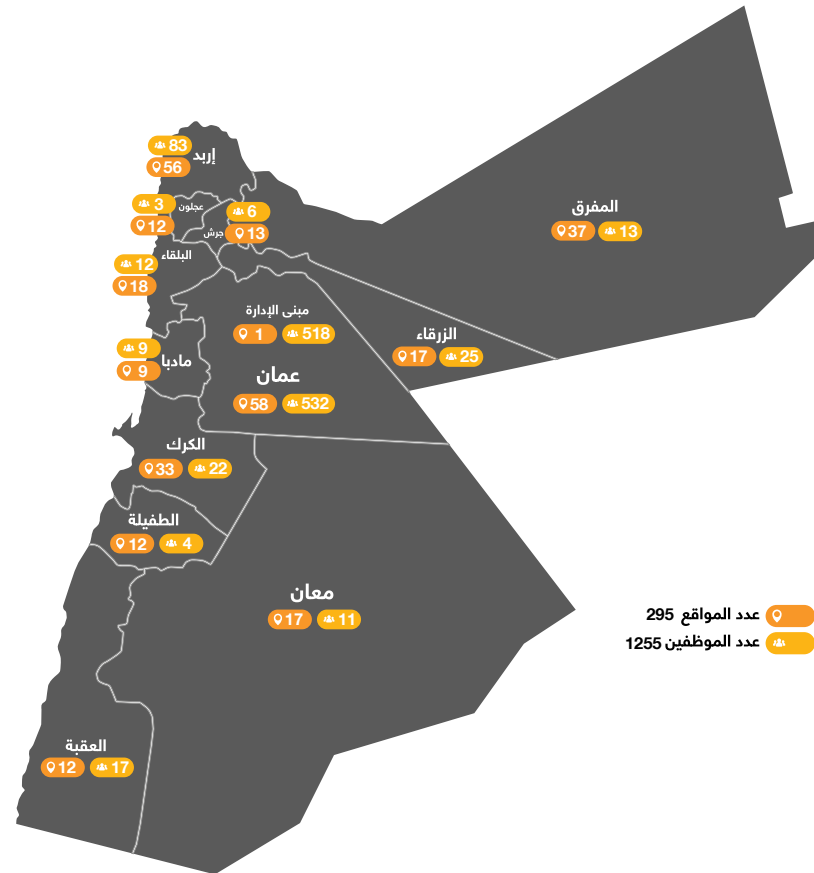 إربد
83
56
عجلون
3
12
جرش
6
13
المفرق
37 13
البلقاء
12
18
مبنى الإدارة
1 518
الزرقاء
17 25
مادبا
9
9
عمان
58 532
الكرك
33 22
الطفيلة
12 4
معان
17 11
العقبة
12 17
عدد المواقع 295
عدد الموظفين 1255